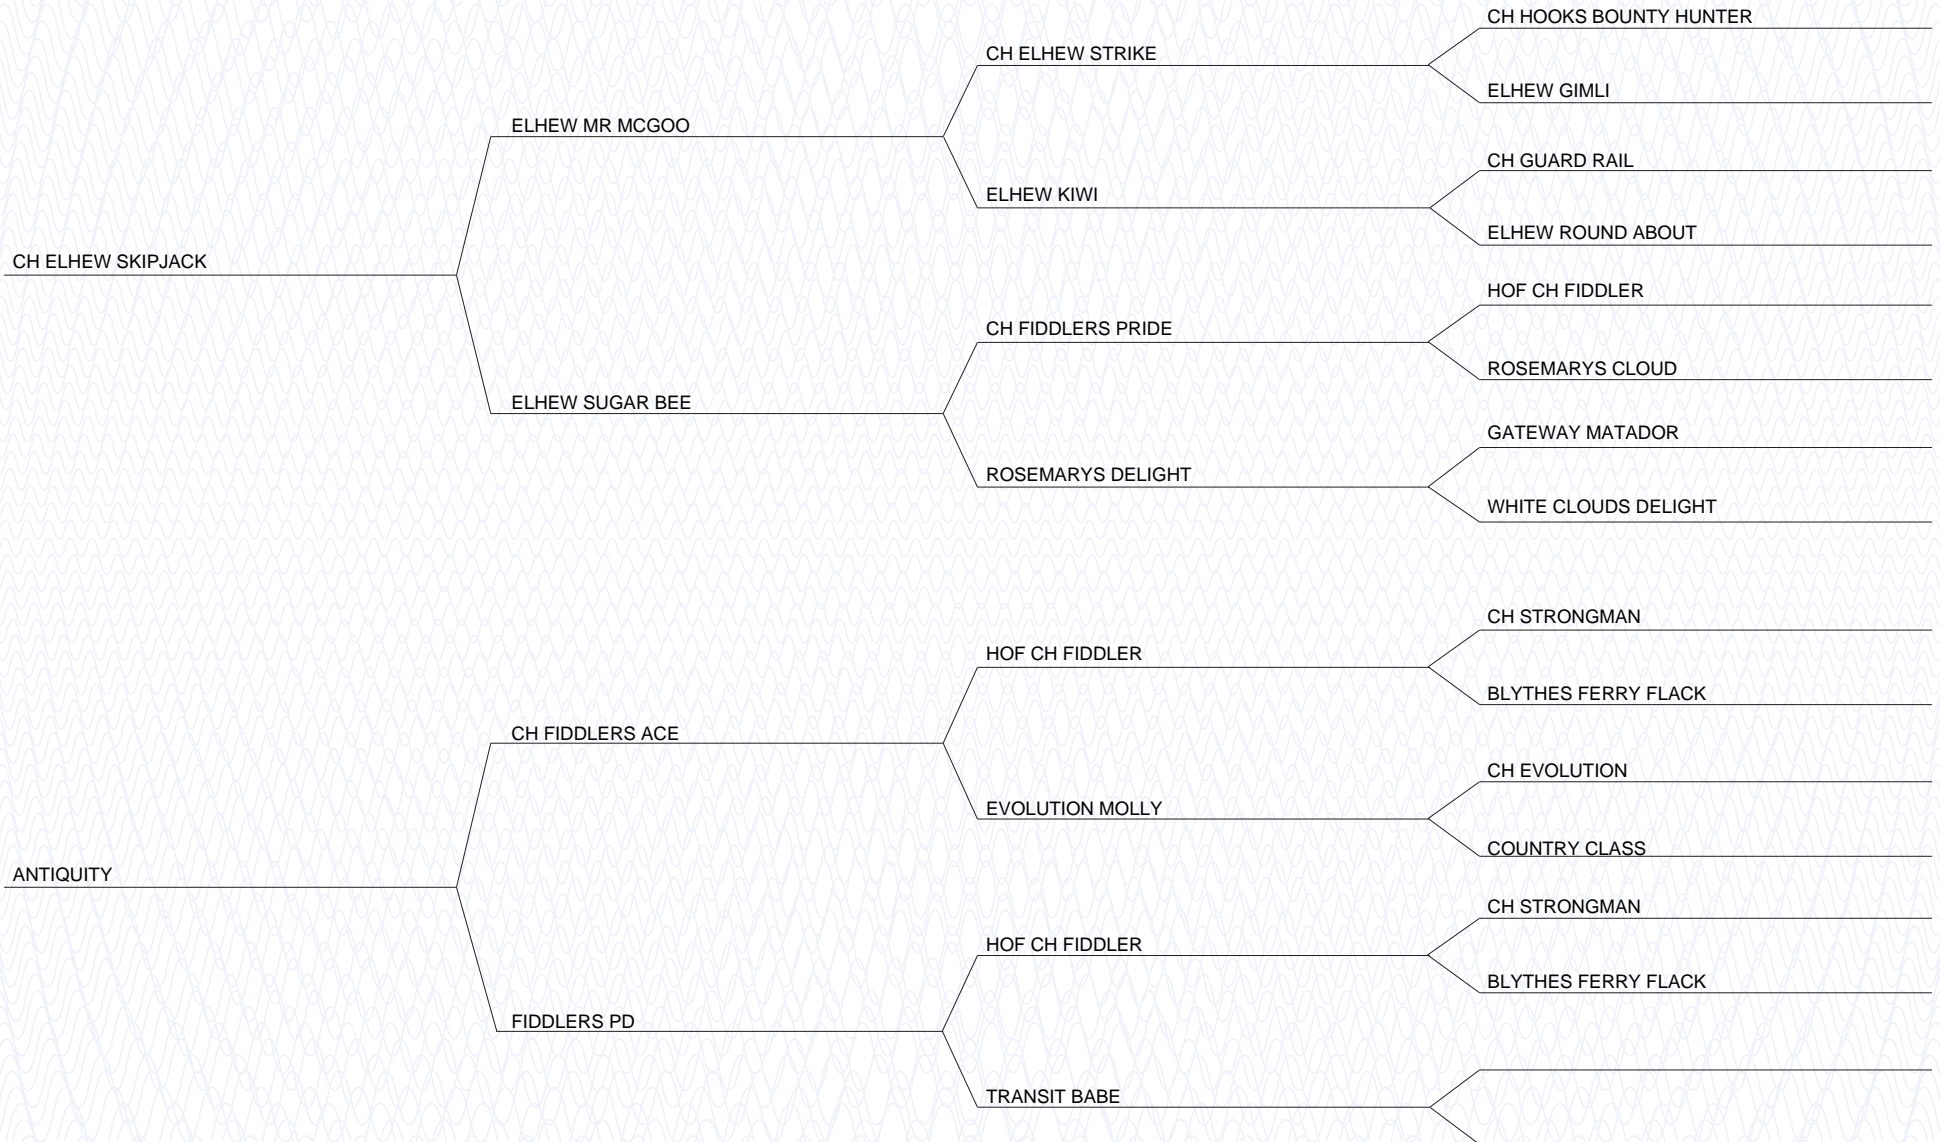 CH HOOKS BOUNTY HUNTER
CH ELHEW STRIKE
ELHEW GIMLI
ELHEW MR MCGOO
CH GUARD RAIL
ELHEW KIWI
ELHEW ROUND ABOUT
CH ELHEW SKIPJACK
HOF CH FIDDLER
CH FIDDLERS PRIDE
ROSEMARYS CLOUD
ELHEW SUGAR BEE
GATEWAY MATADOR
ROSEMARYS DELIGHT
WHITE CLOUDS DELIGHT
CH STRONGMAN
HOF CH FIDDLER
BLYTHES FERRY FLACK
CH FIDDLERS ACE
CH EVOLUTION
EVOLUTION MOLLY
COUNTRY CLASS
ANTIQUITY
CH STRONGMAN
HOF CH FIDDLER
BLYTHES FERRY FLACK
FIDDLERS PD
TRANSIT BABE